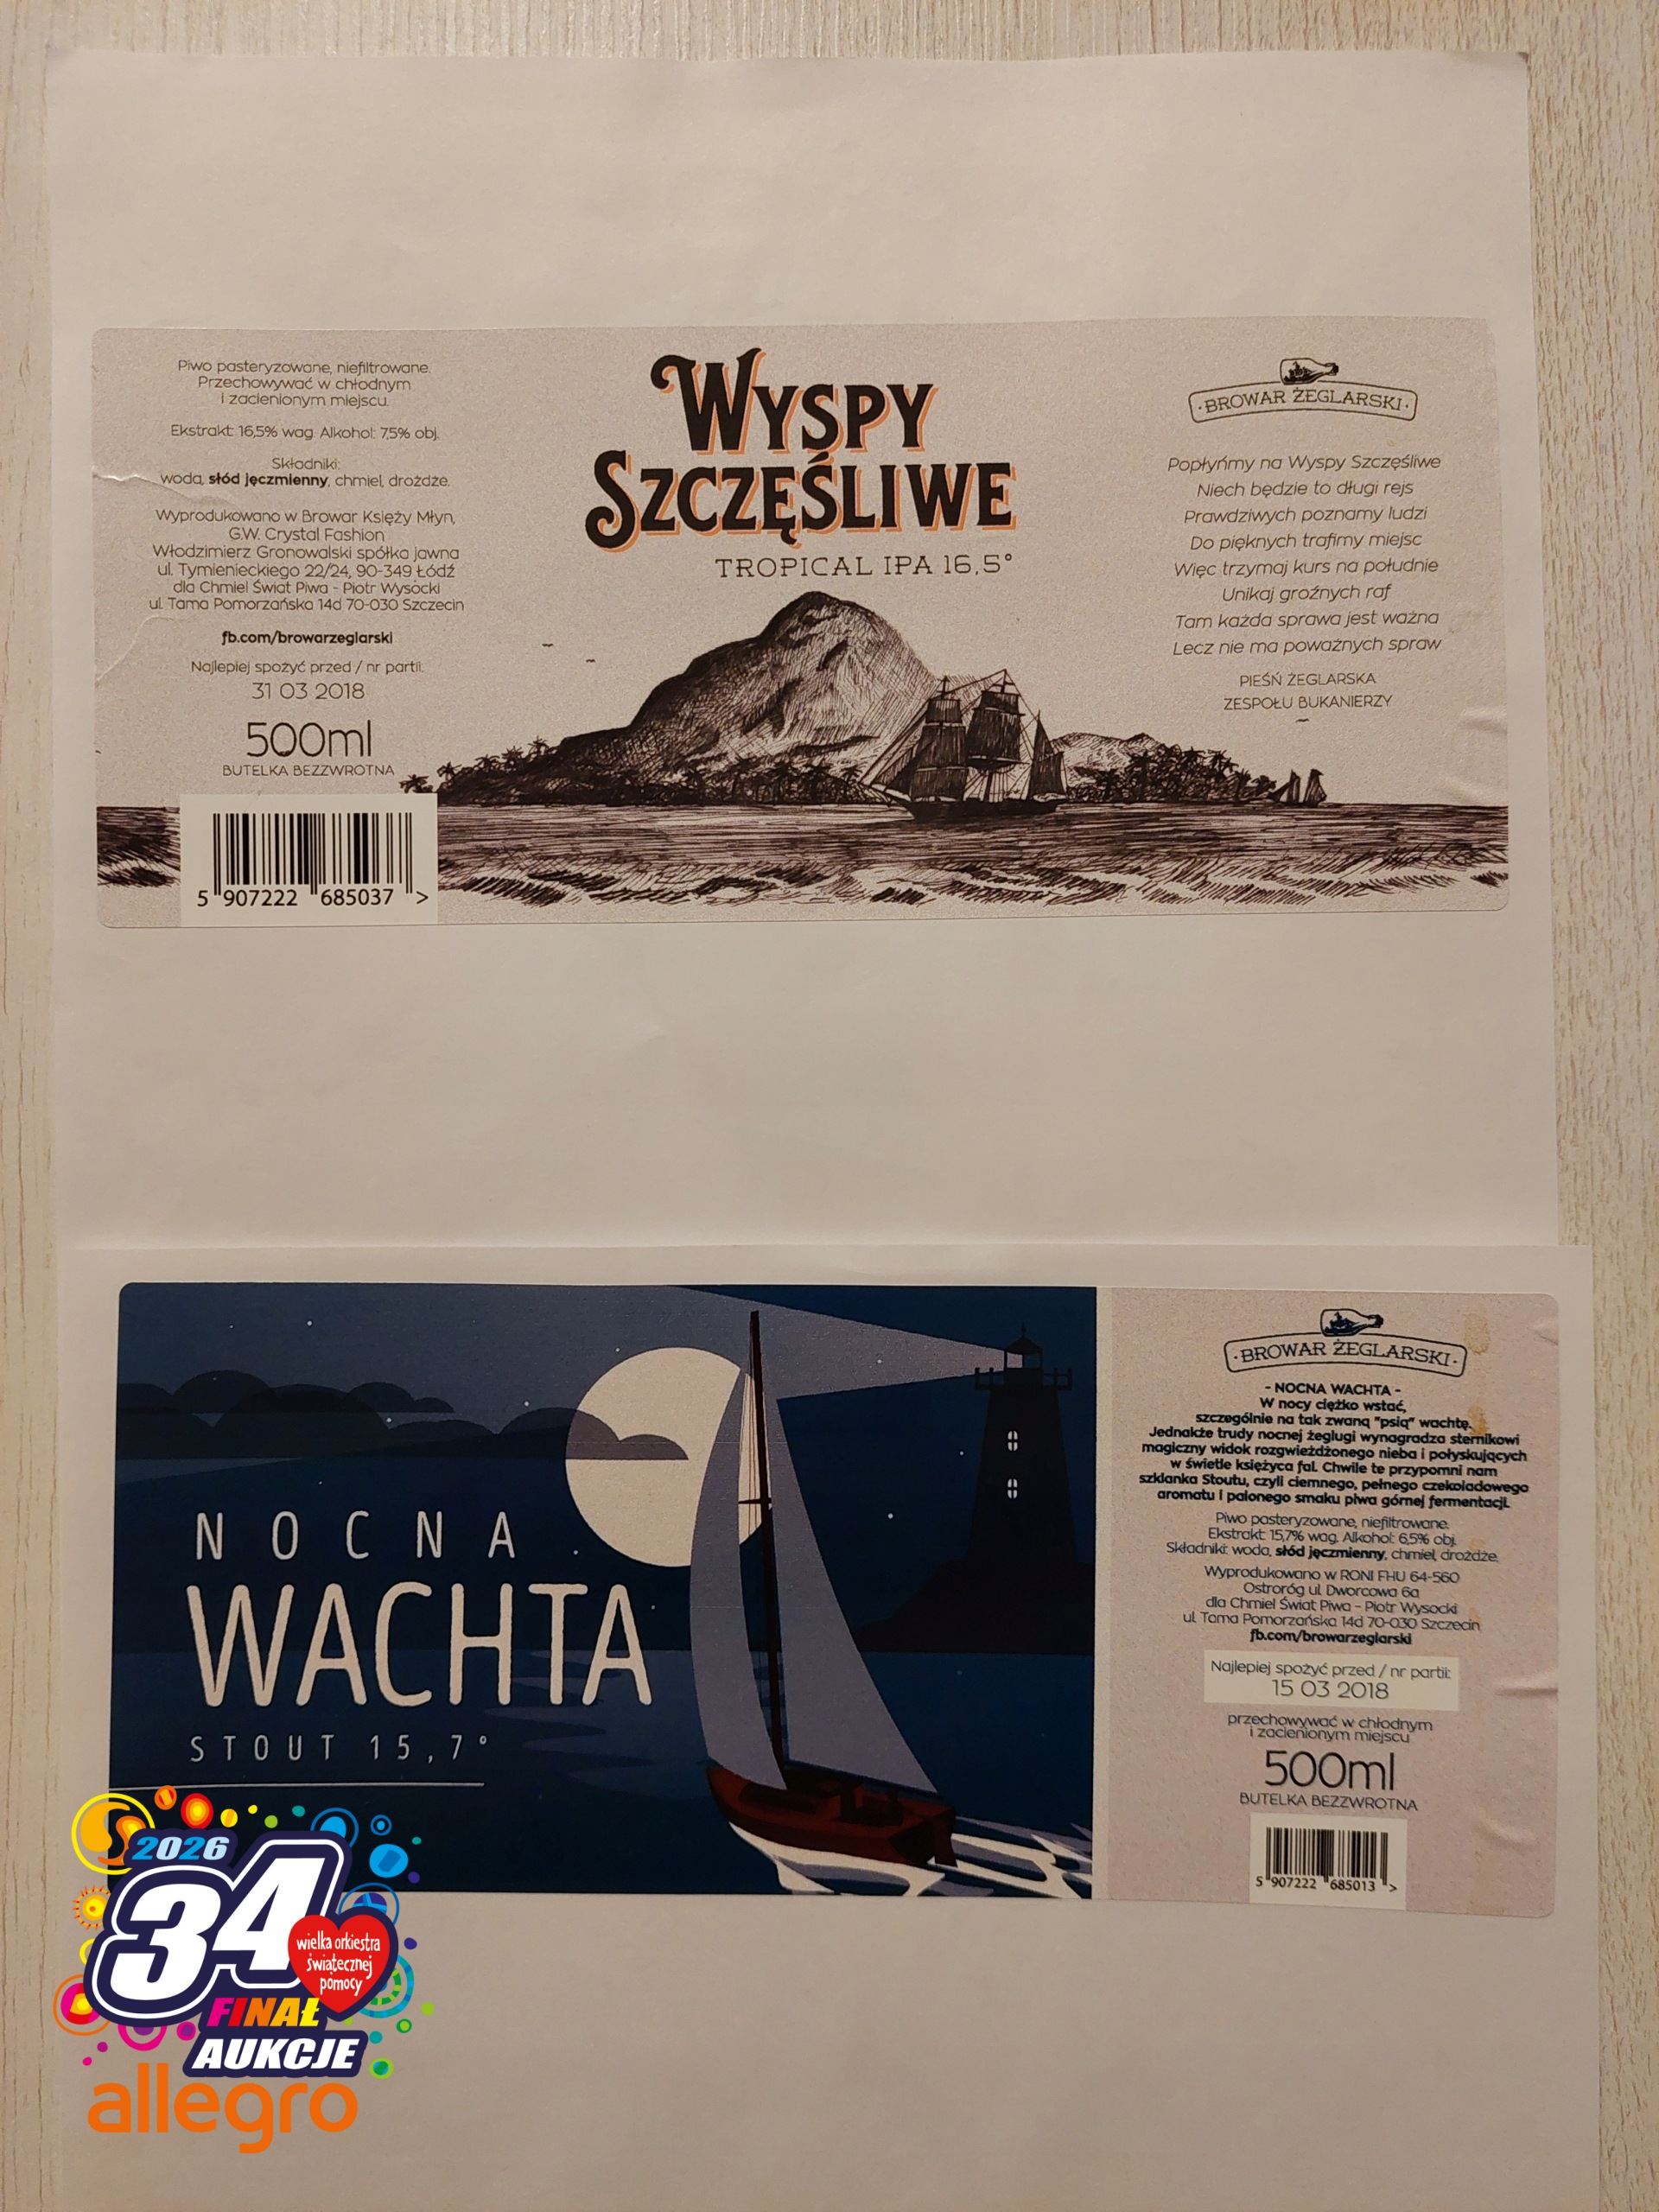 Piwo pasteryzowane, niefiltrowane.
Przechowywać w chłodnym
i zacienionym miejscu.
Ekstrakt: 16,5% wag. Alkohol: 7,5% obj.
Składniki:
woda, słód jęczmienny, chmiel, drożdże.
Wyprodukowano w Browar Księży Młyn,
G.W. Crystal Fashion
Włodzimierz Gronowalski spółka jawna
ul. Tymienieckiego 22/24, 90-349 Łódź
dla Chmiel Świat Piwa - Piotr Wysocki
ul. Tama Pomorzańska 14d 70-030 Szczecin
fb.com/browarzeglarski
Najlepiej spożyć przed / nr partii:
31 03 2018
500ml
BUTELKA BEZZWROTNA
5 907222 685037 >
WYSPY
SZCZĘŚLIWE
TROPICAL IPA 16,5°
· BROWAR ŻEGLARSKI ·
Popłyńmy na Wyspy Szczęśliwe
Niech będzie to długi rejs
Prawdziwych poznamy ludzi
Do pięknych trafimy miejsc
Więc trzymaj kurs na południe
Unikaj groźnych raf
Tam każda sprawa jest ważna
Lecz nie ma poważnych spraw
PIEŚŃ ŻEGLARSKA
ZESPOŁU BUKANIERZY
NOCNA
WACHTA
STOUT 15,7°
· BROWAR ŻEGLARSKI ·
- NOCNA WACHTA -
W nocy ciężko wstać,
szczególnie na tak zwaną "psią" wachtę.
Jednakże trudy nocnej żeglugi wynagradza sternikowi
magiczny widok rozgwieżdżonego nieba i połyskujących
w świetle księżyca fal. Chwile te przypomni nam
szklanka Stoutu, czyli ciemnego, pełnego czekoladowego
aromatu i palonego smaku piwa górnej fermentacji.
Piwo pasteryzowane, niefiltrowane.
Ekstrakt: 15,7% wag. Alkohol: 6,5% obj.
Składniki: woda, słód jęczmienny, chmiel, drożdże.
Wyprodukowano w RONI FHU 64-560
Ostroróg ul. Dworcowa 6a
dla Chmiel Świat Piwa - Piotr Wysocki
ul. Tama Pomorzańska 14d 70-030 Szczecin
fb.com/browarzeglarski
Najlepiej spożyć przed / nr partii:
15 03 2018
przechowywać w chłodnym
i zacienionym miejscu
500ml
BUTELKA BEZZWROTNA
5 907222 685013 >
2026
34
wielka orkiestra
świątecznej
pomocy
FINAŁ
AUKCJE
allegro